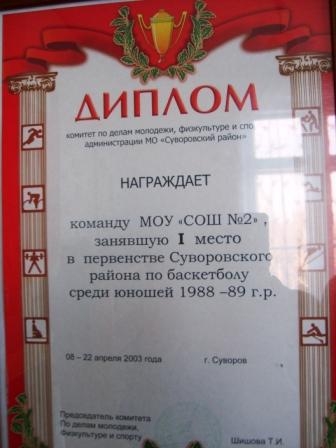 ДИПЛОМ
комитет по делам молодежи, физкультуре и спо
администрации МО «Суворовский район»
НАГРАЖДАЕТ
команду МОУ «СОШ №2» ,
занявшую I место
в первенстве Суворовского
района по баскетболу
среди юношей 1988 –89 г.р.
08 – 22 апреля 2003 года г. Суворов
Председатель комитета
По делам молодежи,
Физкультуре и спорту Шишова Т.И.